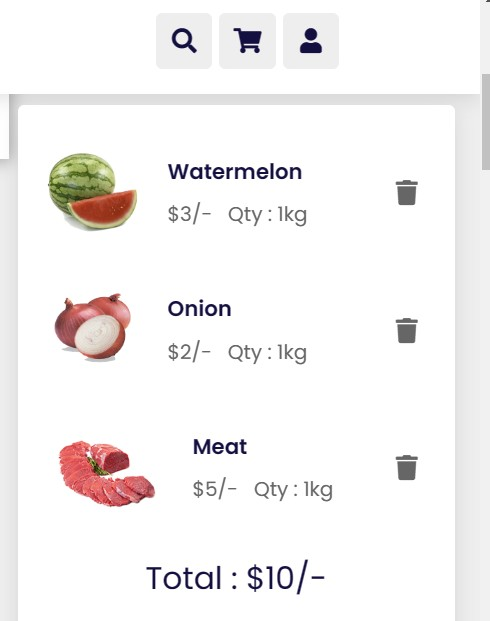 Watermelon
$3/- Qty : 1kg
Onion
$2/- Qty : 1kg
Meat
$5/- Qty : 1kg
Total : $10/-